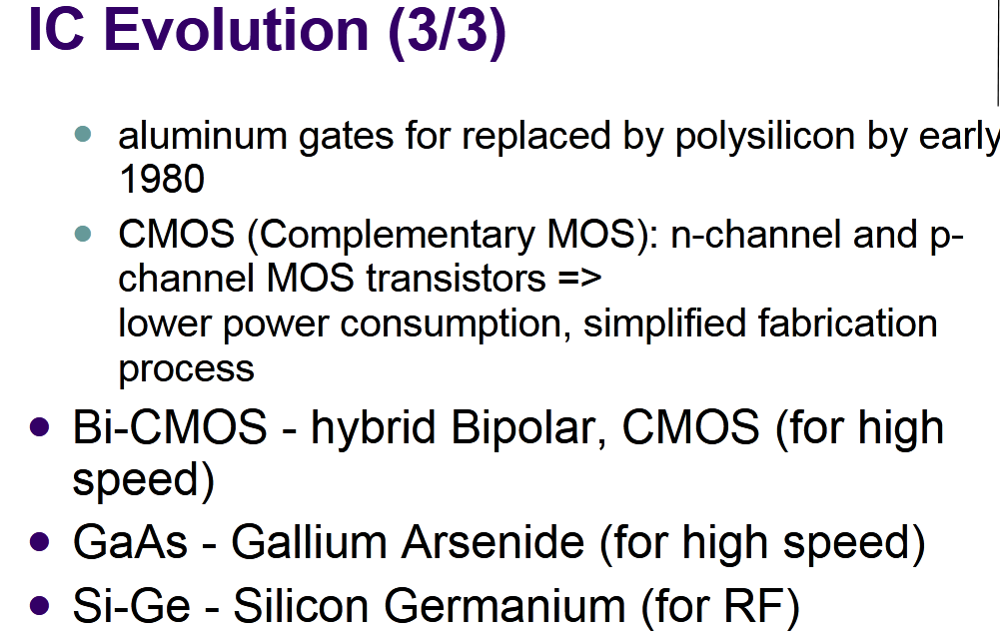 IC Evolution (3/3)
aluminum gates for replaced by polysilicon by early
1980
CMOS (Complementary MOS): n-channel and p-
channel MOS transistors =>
lower power consumption, simplified fabrication
process
Bi-CMOS - hybrid Bipolar, CMOS (for high
speed)
GaAs - Gallium Arsenide (for high speed)
Si-Ge - Silicon Germanium (for RF)